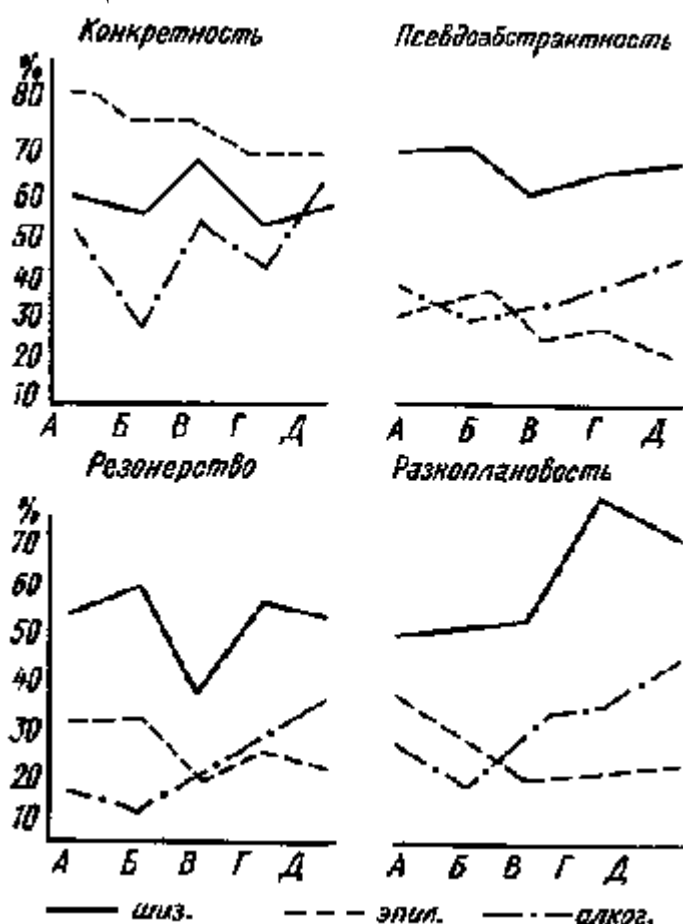 Конкретность
Псевдоабстрактность
%
80
70
60
50
40
30
20
10
А Б В Г Д
А Б В Г Д
Резонерство
Разкоплановость
%
70
60
50
40
30
20
10
А Б В Г Д
А Б В Г Д
шиз. эпил. алког.